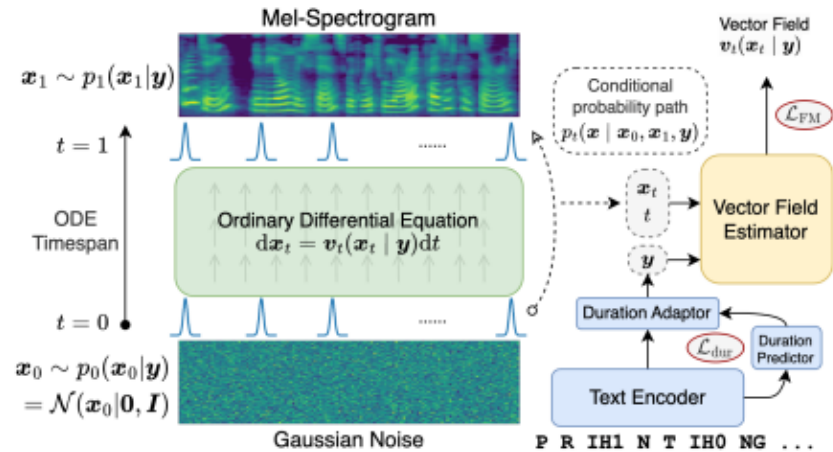 Mel-Spectrogram
x₁ ∼ p₁(x₁|y)
t = 1
ODE
Timespan
t = 0
x₀ ∼ p₀(x₀|y)
= 𝒩(x₀|0, I)
......
Ordinary Differential Equation
dxₜ = vₜ(xₜ | y)dt
......
Gaussian Noise
Conditional
probability path
pₜ(x | x₀, x₁, y)
Vector Field
vₜ(xₜ | y)
ℒ_FM
xₜ
t
y
Vector Field
Estimator
Duration Adaptor
ℒ_dur
Duration
Predictor
Text Encoder
P R IH1 N T IH0 NG ...